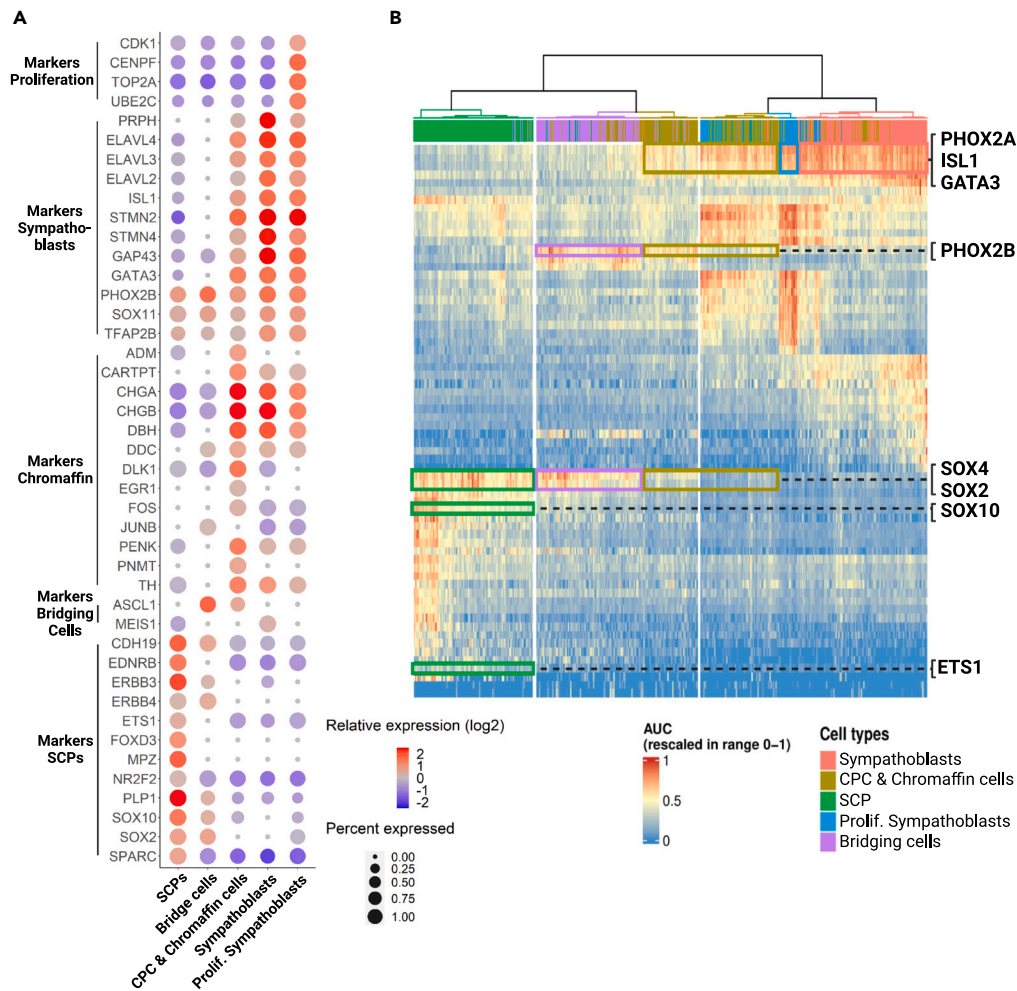 A
B
Markers
Proliferation
CDK1
CENPF
TOP2A
UBE2C
Markers
Sympatho-
blasts
PRPH
ELAVL4
ELAVL3
ELAVL2
ISL1
STMN2
STMN4
GAP43
GATA3
PHOX2B
SOX11
TFAP2B
Markers
Chromaffin
ADM
CARTPT
CHGA
CHGB
DBH
DDC
DLK1
EGR1
FOS
JUNB
PENK
PNMT
TH
Markers
Bridging
Cells
ASCL1
MEIS1
Markers
SCPs
CDH19
EDNRB
ERBB3
ERBB4
ETS1
FOXD3
MPZ
NR2F2
PLP1
SOX10
SOX2
SPARC
SCPs
Bridge cells
CPC & Chromaffin cells
Sympathoblasts
Prolif. Sympathoblasts
Relative expression (log2)
2
1
0
-1
-2
Percent expressed
0.00
0.25
0.50
0.75
1.00
PHOX2A
ISL1
GATA3
PHOX2B
SOX4
SOX2
SOX10
ETS1
AUC
(rescaled in range 0–1)
1
0.5
0
Cell types
Sympathoblasts
CPC & Chromaffin cells
SCP
Prolif. Sympathoblasts
Bridging cells